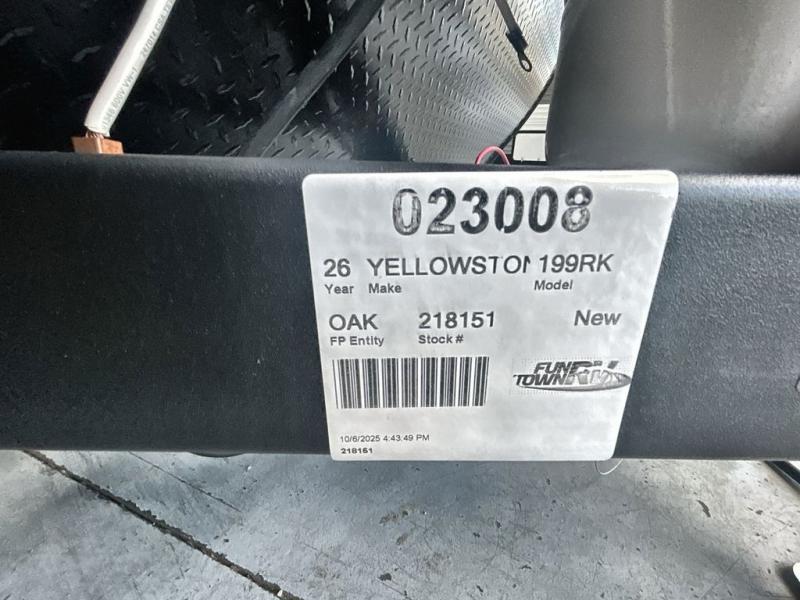 023008
26 YELLOWSTON 199RK
Year Make Model
OAK 218151 New
FP Entity Stock #
FUN
TOWN RV
10/6/2025 4:43:49 PM
218151